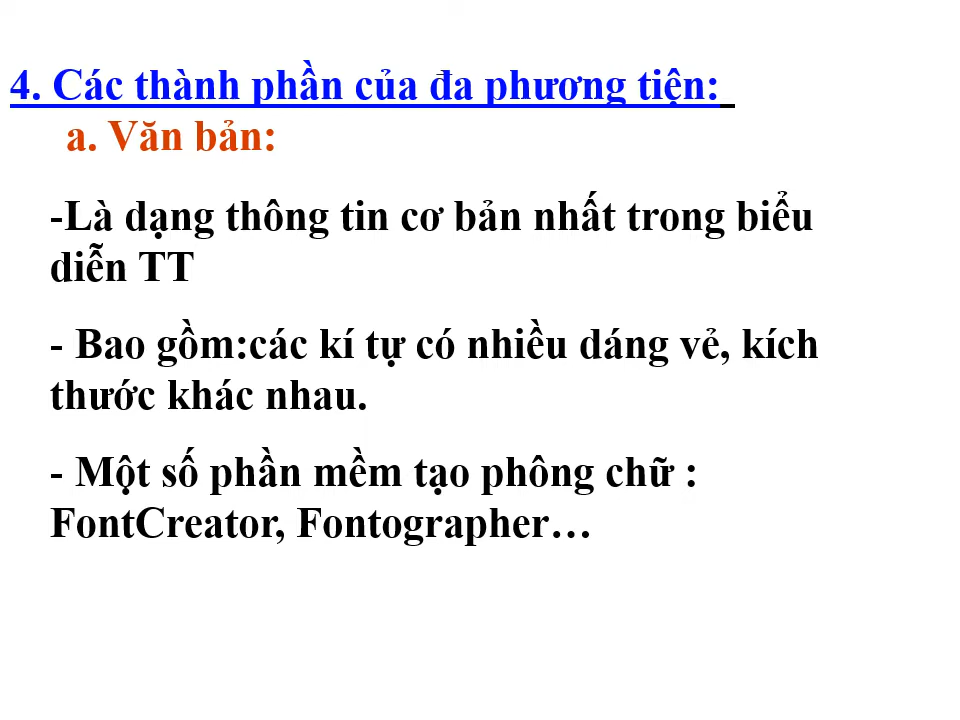 4. Các thành phần của đa phương tiện:
a. Văn bản:
-Là dạng thông tin cơ bản nhất trong biểu
diễn TT
- Bao gồm:các kí tự có nhiều dáng vẻ, kích
thước khác nhau.
- Một số phần mềm tạo phông chữ :
FontCreator, Fontographer…